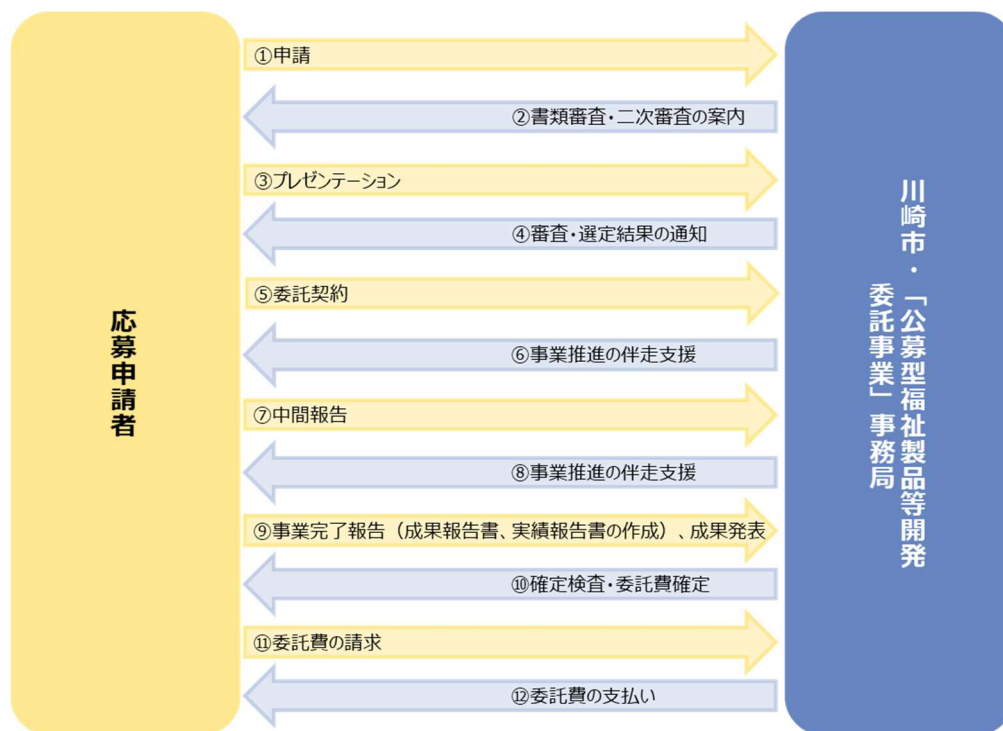 応募申請者
①申請
②書類審査・二次審査の案内
③プレゼンテーション
④審査・選定結果の通知
⑤委託契約
⑥事業推進の伴走支援
⑦中間報告
⑧事業推進の伴走支援
⑨事業完了報告（成果報告書、実績報告書の作成）、成果発表
⑩確定検査・委託費確定
⑪委託費の請求
⑫委託費の支払い
川崎市・「公募型福祉製品等開発
委託事業」事務局